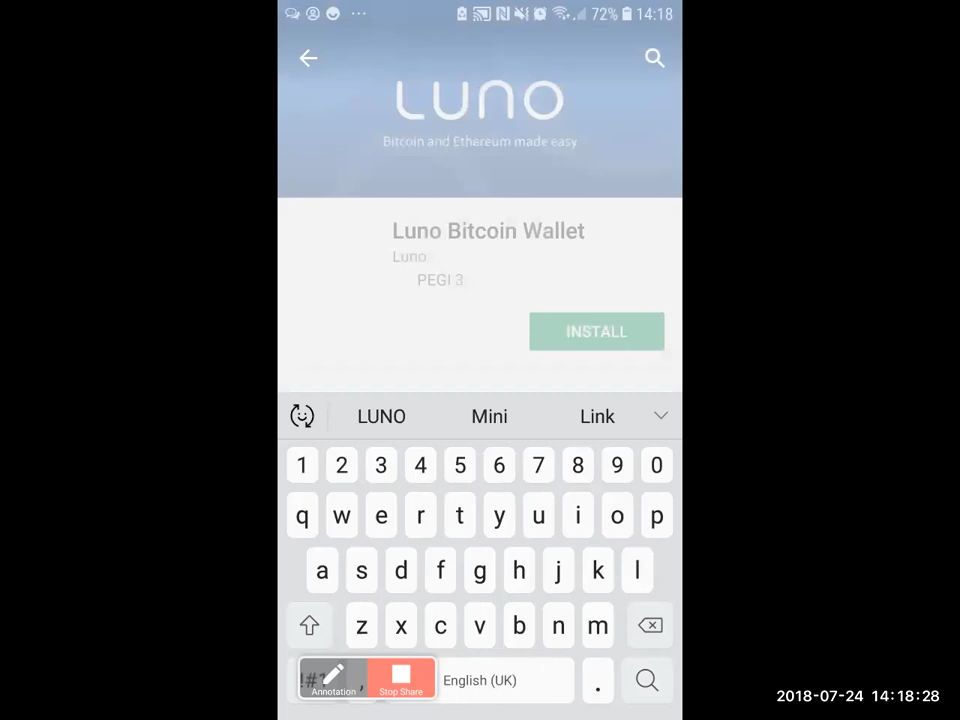 72% 14:18
LUNO
Bitcoin and Ethereum made easy
Luno Bitcoin Wallet
Luno
PEGI 3
INSTALL
LUNO Mini Link
1 2 3 4 5 6 7 8 9 0
q w e r t y u i o p
a s d f g h j k l
z x c v b n m
!#1 , English (UK) .
Annotation Stop Share
2018-07-24 14:18:28